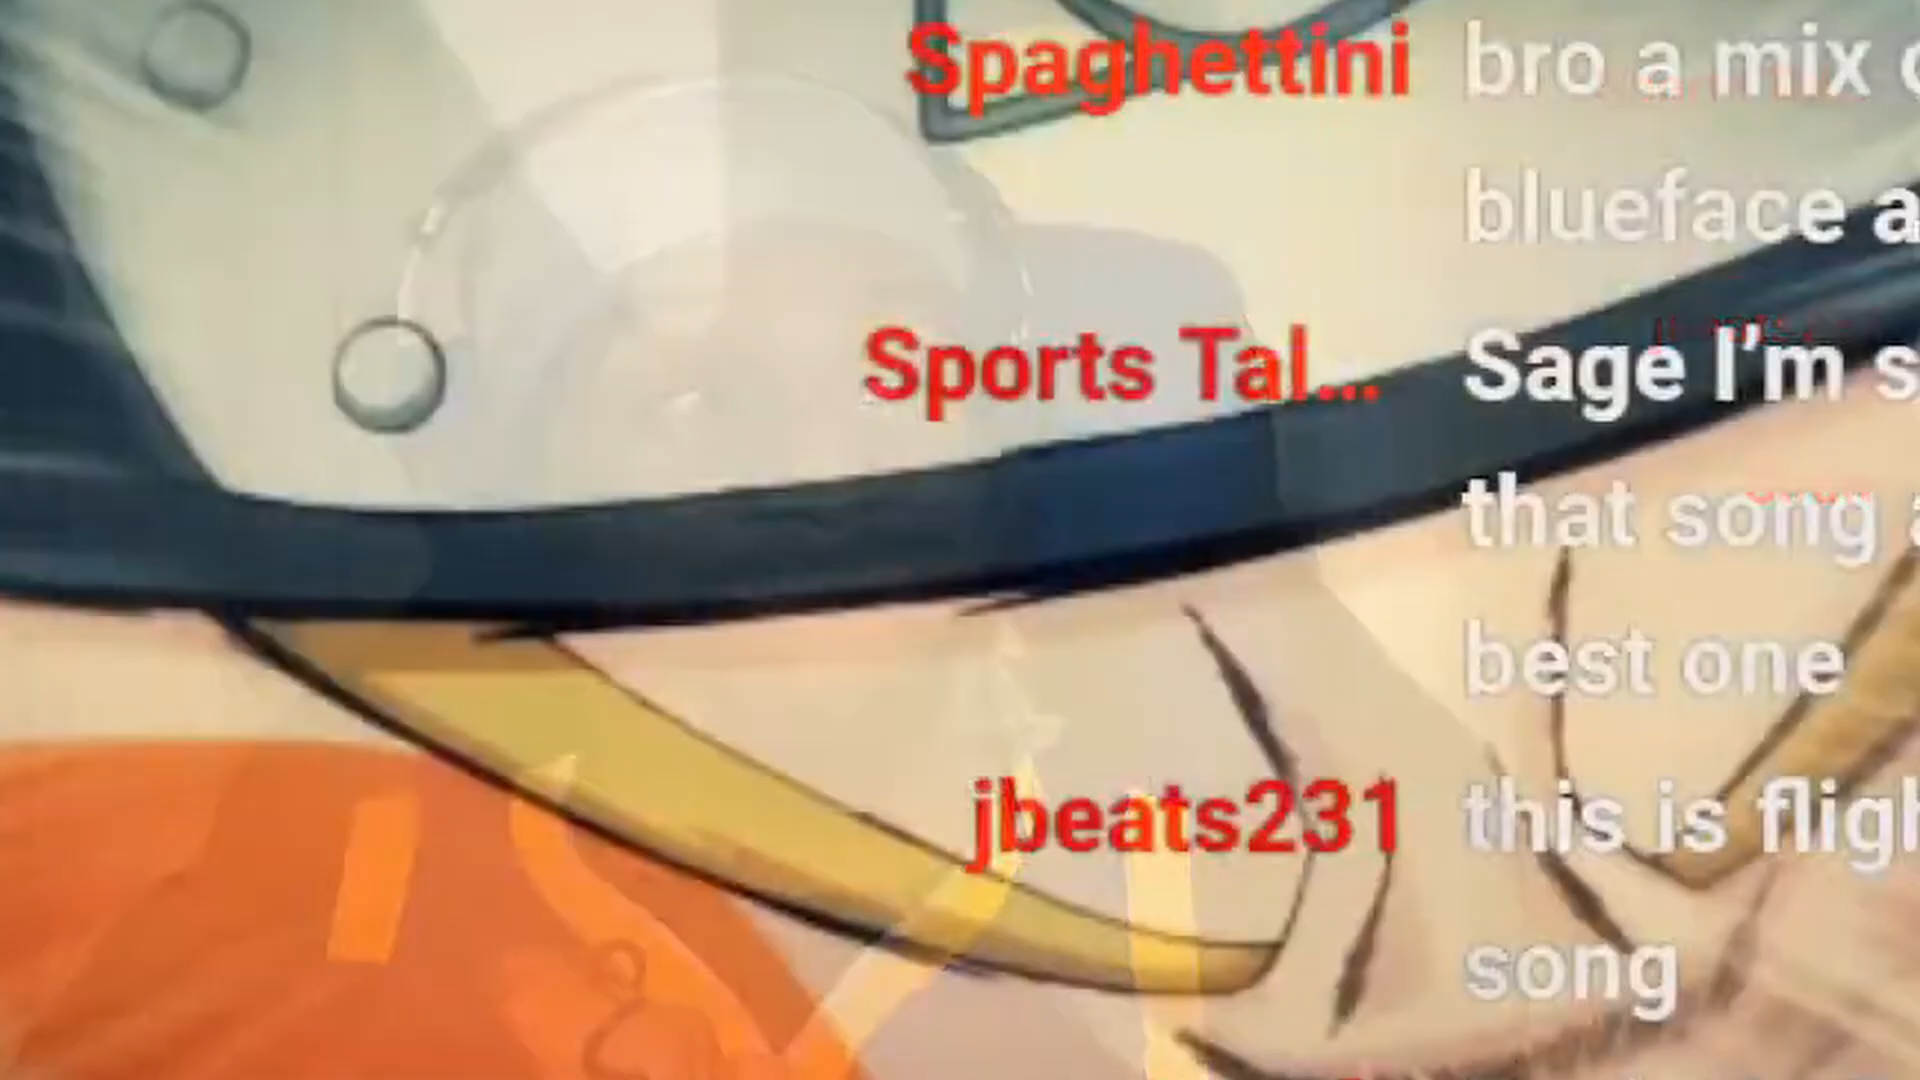 Spaghettini bro a mix
blueface
Sports Tal... Sage I'm
that song
best one
jbeats231 this is
song